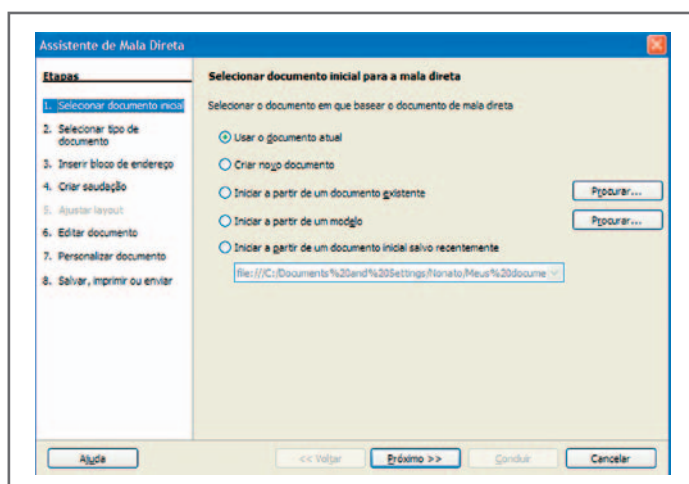 Assistente de Mala Direta
Etapas
1. Selecionar documento inicial
2. Selecionar tipo de
documento
3. Inserir bloco de endereço
4. Criar saudação
5. Ajustar layout
6. Editar documento
7. Personalizar documento
8. Salvar, imprimir ou enviar
Selecionar documento inicial para a mala direta
Selecionar o documento em que basear o documento de mala direta
Usar o documento atual
Criar novo documento
Iniciar a partir de um documento existente
Procurar...
Iniciar a partir de um modelo
Procurar...
Iniciar a partir de um documento inicial salvo recentemente
file:///C:/Documents%20and%20Settings/Nonato/Meus%20docume
Ajuda
<< Voltar
Próximo >>
Concluir
Cancelar